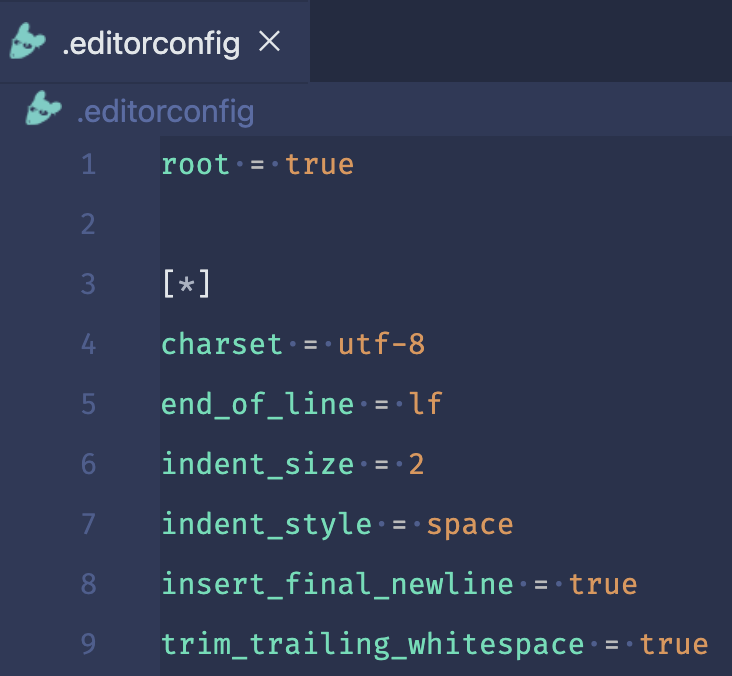 .editorconfig ×
.editorconfig
1 root = true
2
3 [*]
4 charset = utf-8
5 end_of_line = lf
6 indent_size = 2
7 indent_style = space
8 insert_final_newline = true
9 trim_trailing_whitespace = true